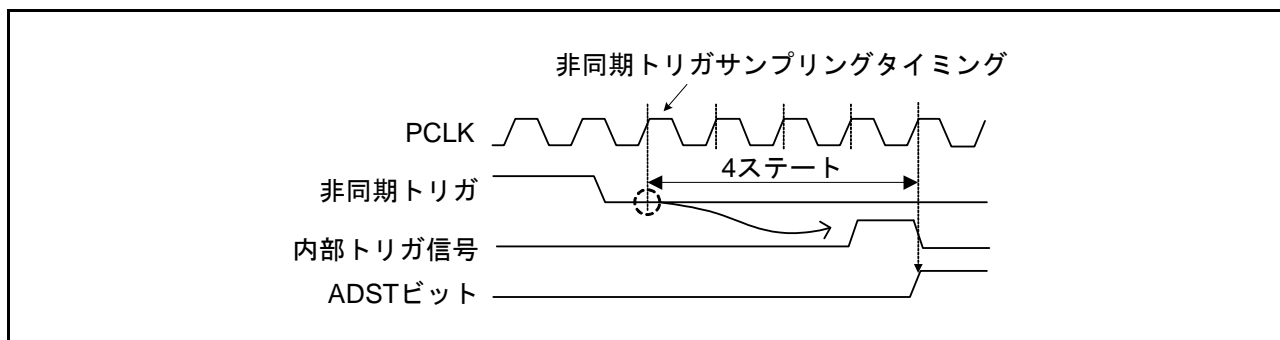 非同期トリガサンプリングタイミング
PCLK
4ステート
非同期トリガ
内部トリガ信号
ADSTビット